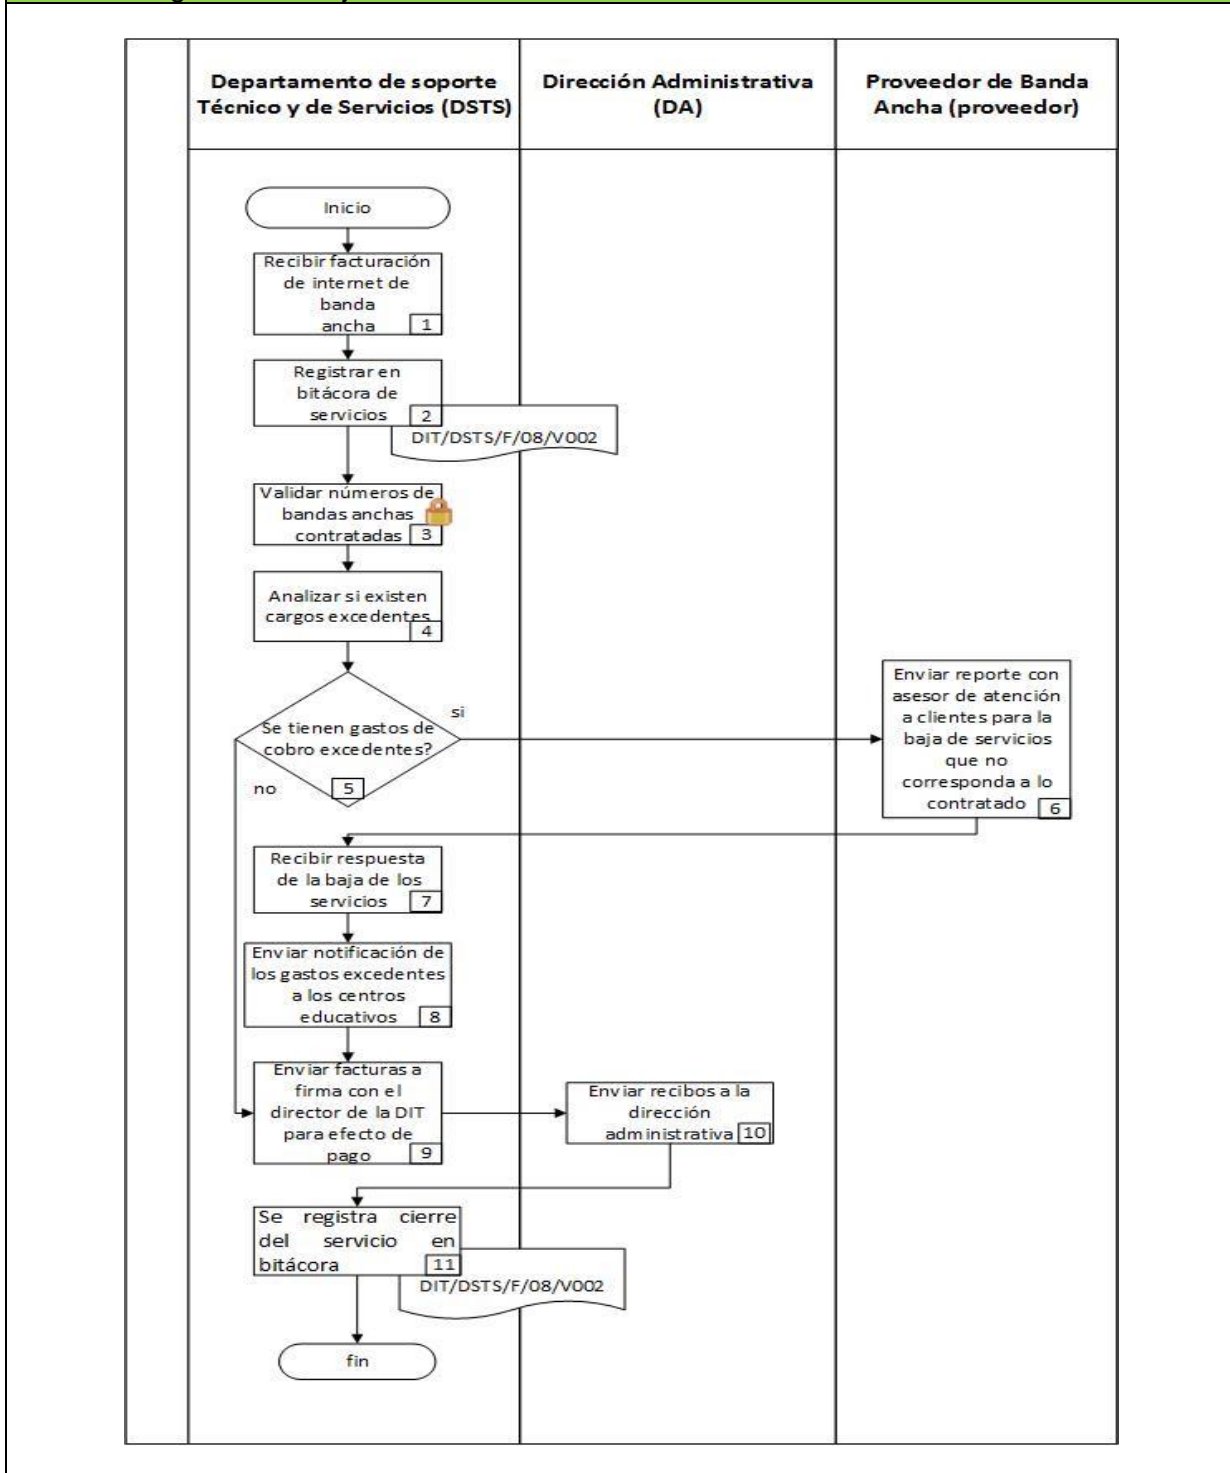 Departamento de soporte
Técnico y de Servicios (DSTS)
Dirección Administrativa
(DA)
Proveedor de Banda
Ancha (proveedor)
Inicio
Recibir facturación
de internet de
banda
ancha
1
Registrar en
bitácora de
servicios
2
DIT/DSTS/F/08/V002
Validar números de
bandas anchas
contratadas
3
Analizar si existen
cargos excedentes
4
Se tienen gastos de
cobro excedentes?
5
si
no
Enviar reporte con
asesor de atención
a clientes para la
baja de servicios
que no
corresponda a lo
contratado
6
Recibir respuesta
de la baja de los
servicios
7
Enviar notificación de
los gastos excedentes
a los centros
educativos
8
Enviar facturas a
firma con el
director de la DIT
para efecto de
pago
9
Enviar recibos a la
dirección
administrativa
10
Se registra cierre
del servicio en
bitácora
11
DIT/DSTS/F/08/V002
fin